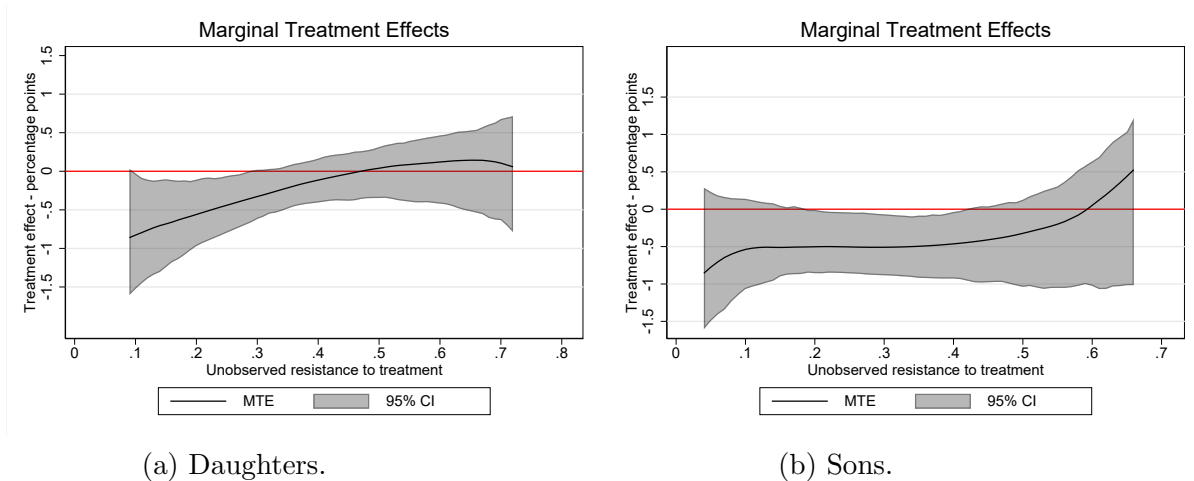 Marginal Treatment Effects
Treatment effect - percentage points
1.5
1
.5
0
-.5
-1
-1.5
0 .1 .2 .3 .4 .5 .6 .7 .8
Unobserved resistance to treatment
MTE 95% CI
(a) Daughters.
Marginal Treatment Effects
Treatment effect - percentage points
1.5
1
.5
0
-.5
-1
-1.5
0 .1 .2 .3 .4 .5 .6 .7
Unobserved resistance to treatment
MTE 95% CI
(b) Sons.